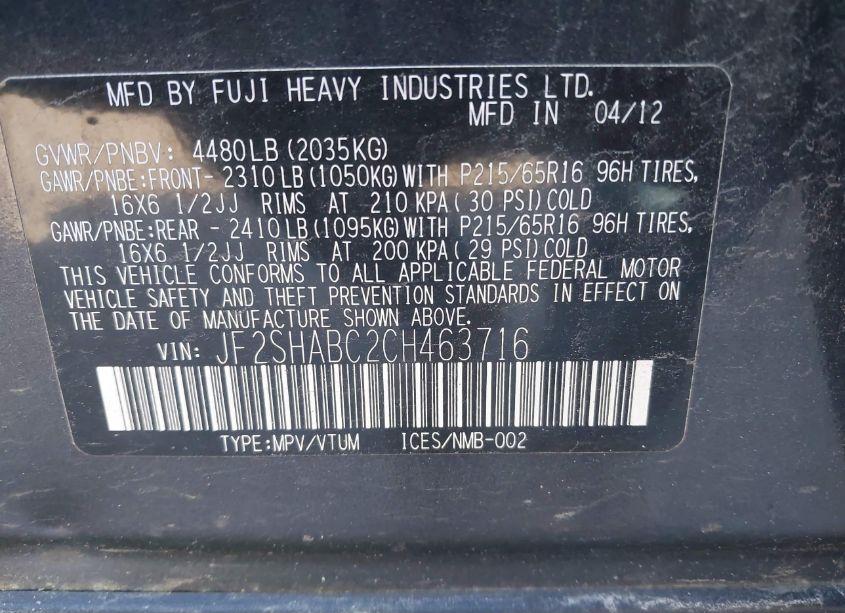 MFD BY FUJI HEAVY INDUSTRIES LTD.
MFD IN 04/12
GVWR/PNBV: 4480LB(2035KG)
GAWR/PNBE:FRONT- 2310LB(1050KG)WITH P215/65R16 96H TIRES,
16X6 1/2JJ RIMS AT 210 KPA(30 PSI)COLD
GAWR/PNBE:REAR - 2410LB(1095KG)WITH P215/65R16 96H TIRES,
16X6 1/2JJ RIMS AT 200 KPA(29 PSI)COLD
THIS VEHICLE CONFORMS TO ALL APPLICABLE FEDERAL MOTOR
VEHICLE SAFETY AND THEFT PREVENTION STANDARDS IN EFFECT ON
THE DATE OF MANUFACTURE SHOWN ABOVE.
VIN: JF2SHABC2CH463716
TYPE:MPV/VTUM ICES/NMB-002